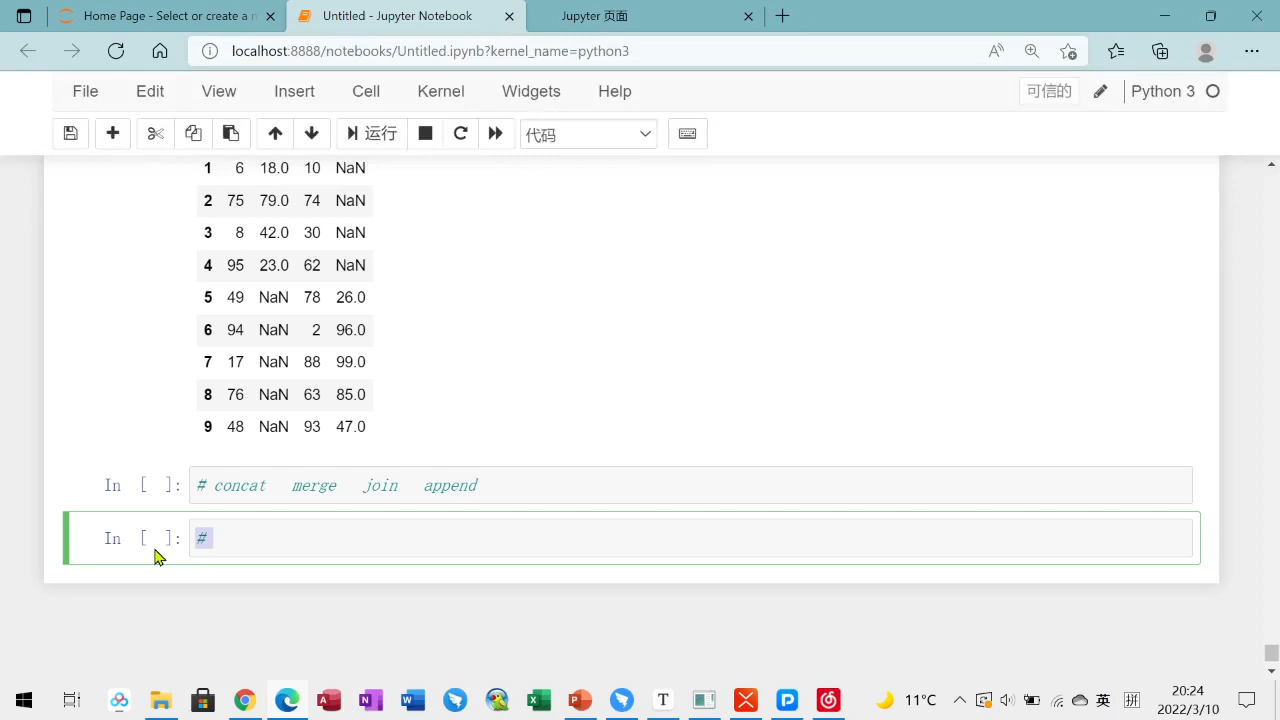 Home Page - Select or create a n
Untitled - Jupyter Notebook
Jupyter 页面
localhost:8888/notebooks/Untitled.ipynb?kernel_name=python3
File Edit View Insert Cell Kernel Widgets Help 可信的 Python 3
运行 代码
1 6 18.0 10 NaN
2 75 79.0 74 NaN
3 8 42.0 30 NaN
4 95 23.0 62 NaN
5 49 NaN 78 26.0
6 94 NaN 2 96.0
7 17 NaN 88 99.0
8 76 NaN 63 85.0
9 48 NaN 93 47.0
In [ ]: # concat merge join append
In [ ]: #
11°C 英 拼 20:24
2022/3/10